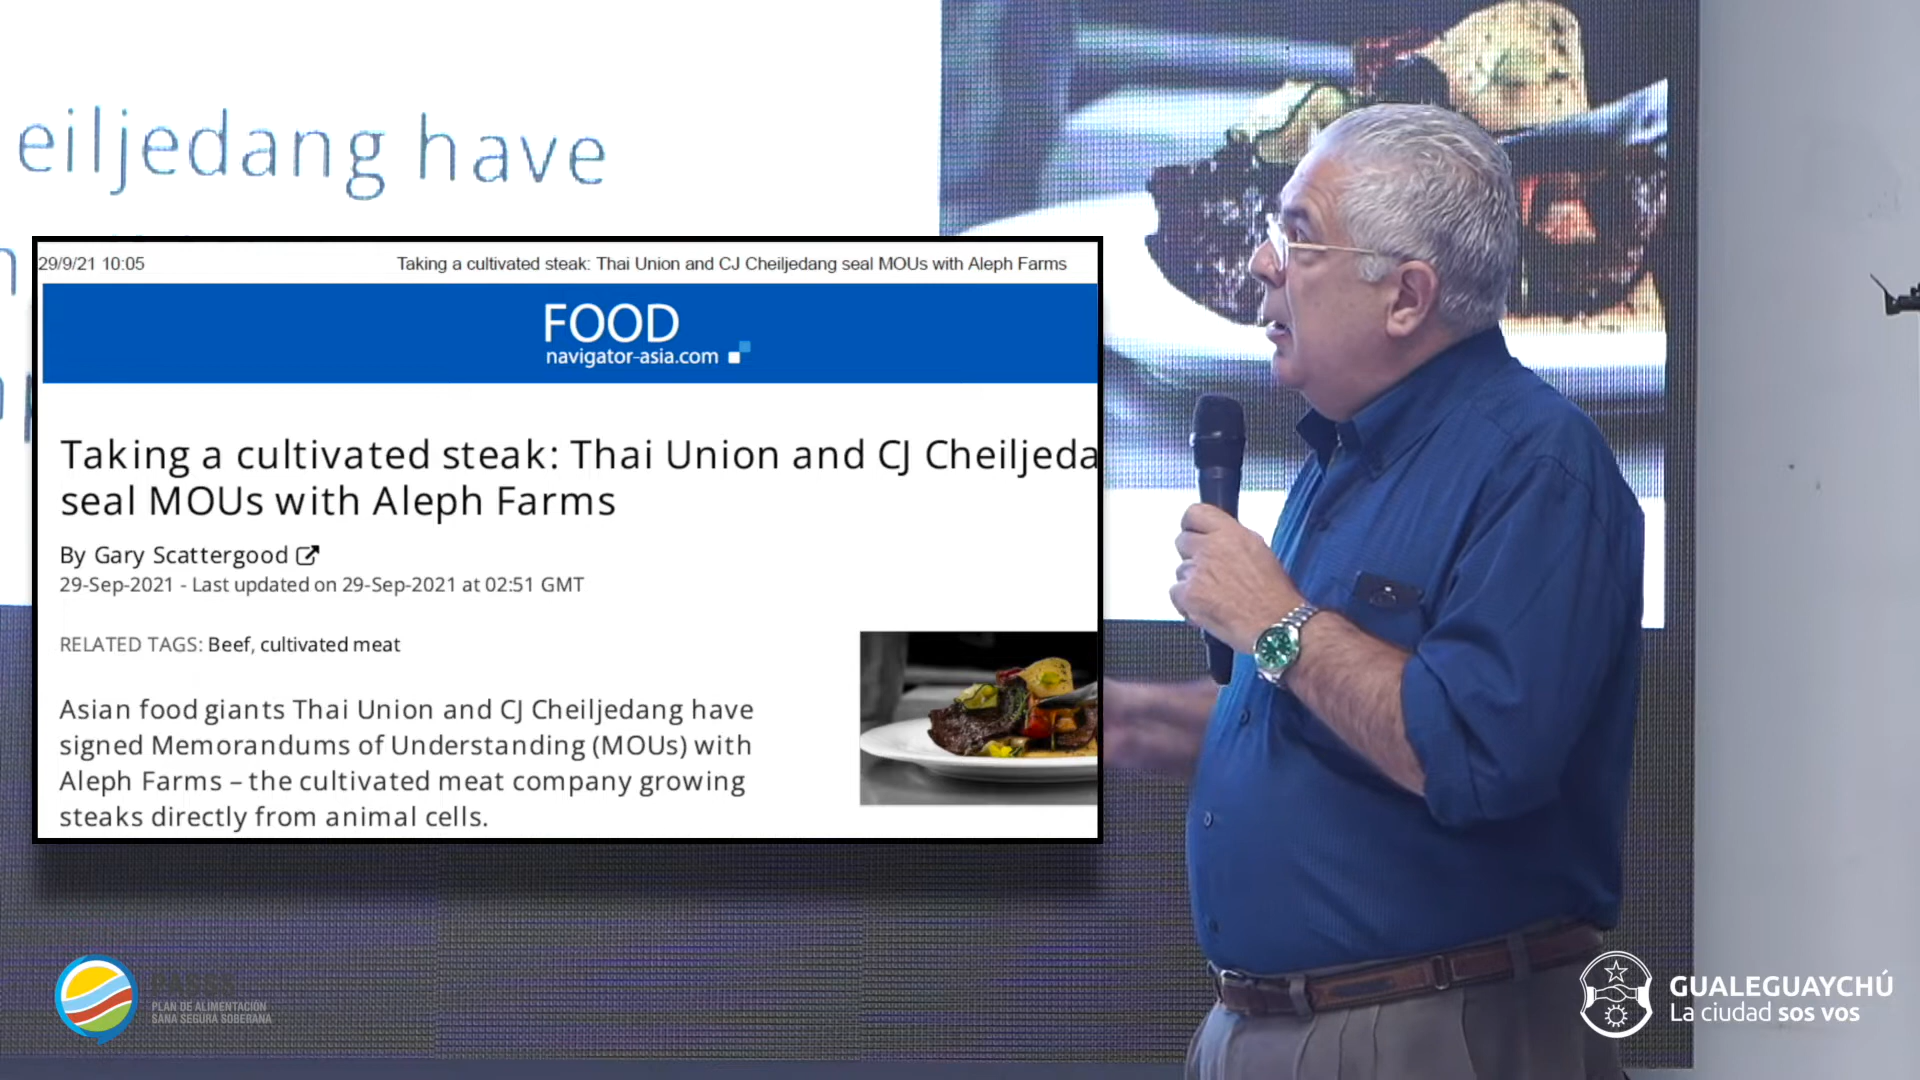 eiljedang have
29/9/21 10:05
Taking a cultivated steak: Thai Union and CJ Cheiljedang seal MOUs with Aleph Farms
FOOD
navigator-asia.com
Taking a cultivated steak: Thai Union and CJ Cheiljeda
seal MOUs with Aleph Farms
By Gary Scattergood
29-Sep-2021 - Last updated on 29-Sep-2021 at 02:51 GMT
RELATED TAGS: Beef, cultivated meat
Asian food giants Thai Union and CJ Cheiljedang have
signed Memorandums of Understanding (MOUs) with
Aleph Farms – the cultivated meat company growing
steaks directly from animal cells.
PASSS
PLAN DE ALIMENTACIÓN
SANA SEGURA SOBERANA
GUALEGUAYCHÚ
La ciudad sos vos